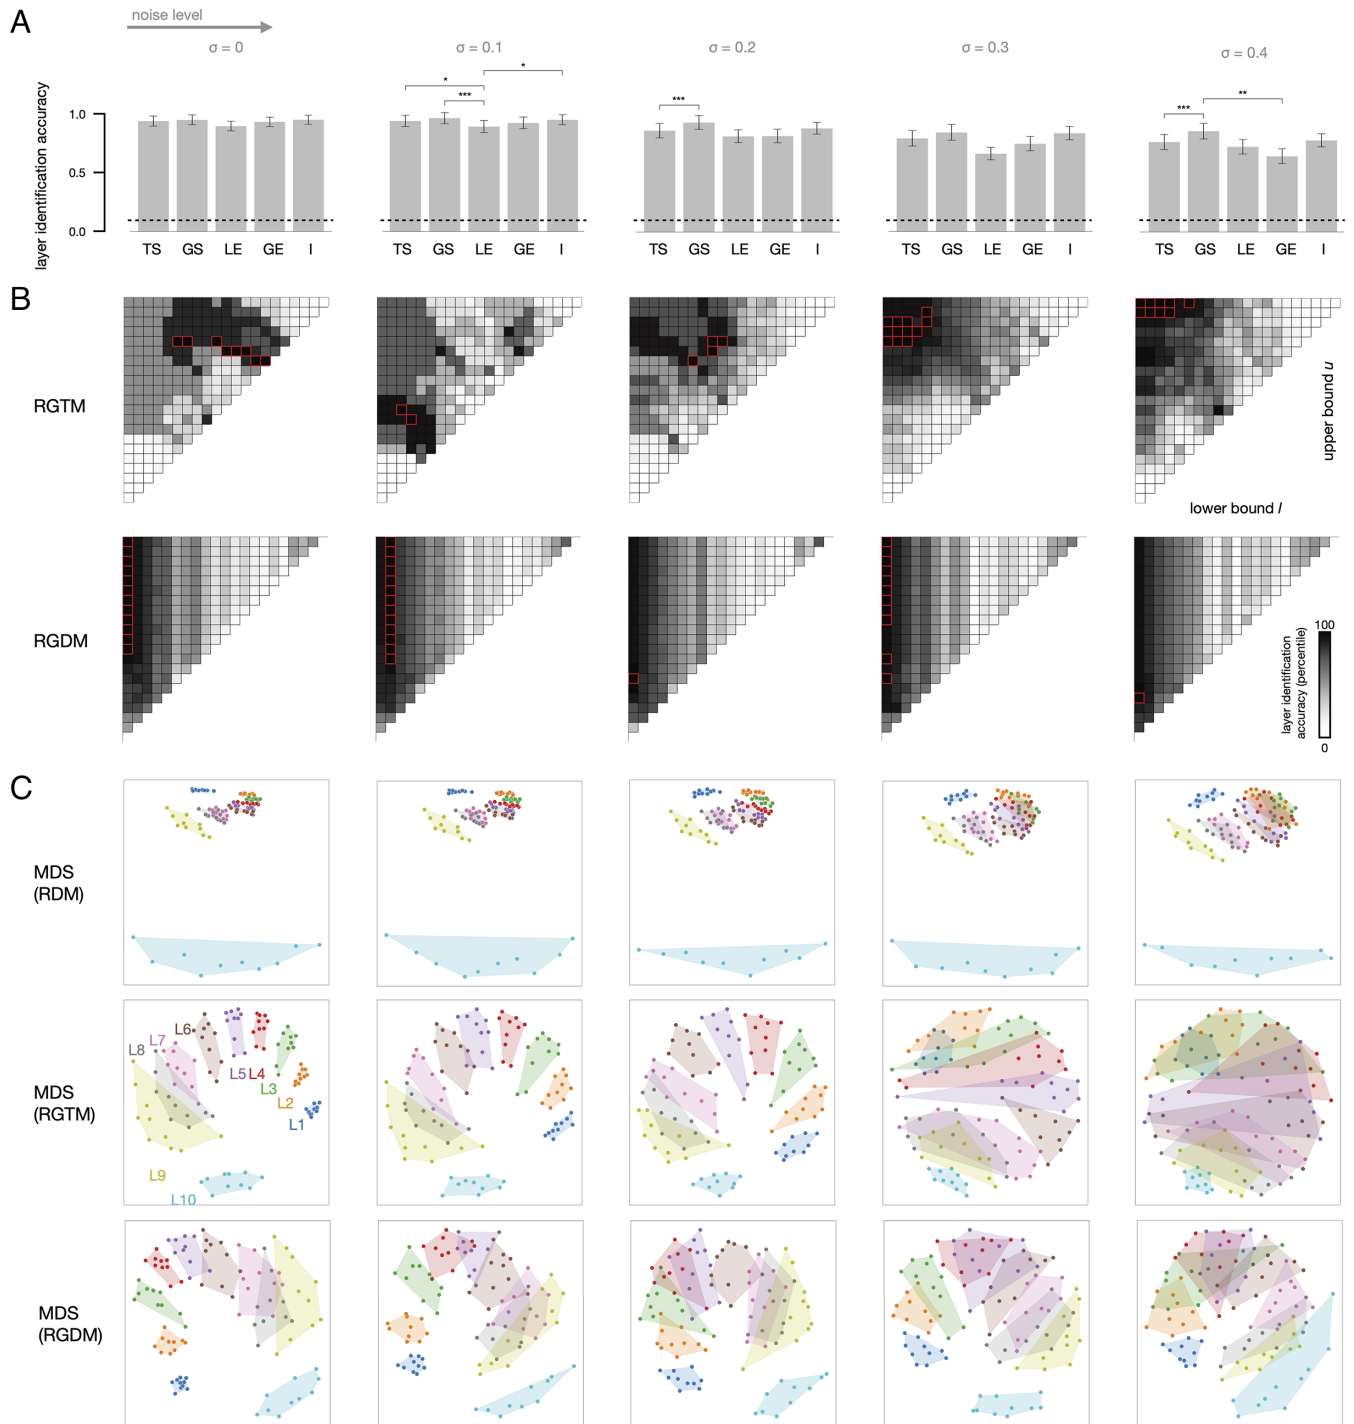 A
noise level
σ = 0
σ = 0.1
σ = 0.2
σ = 0.3
σ = 0.4
layer identification accuracy
1.0
0.5
0.0
*
***
*
***
***
**
TS GS LE GE I
TS GS LE GE I
TS GS LE GE I
TS GS LE GE I
TS GS LE GE I
B
RGTM
upper bound u
lower bound l
RGDM
layer identification
accuracy (percentile)
100
0
C
MDS
(RDM)
MDS
(RGTM)
L1
L2
L3
L4
L5
L6
L7
L8
L9
L10
MDS
(RGDM)